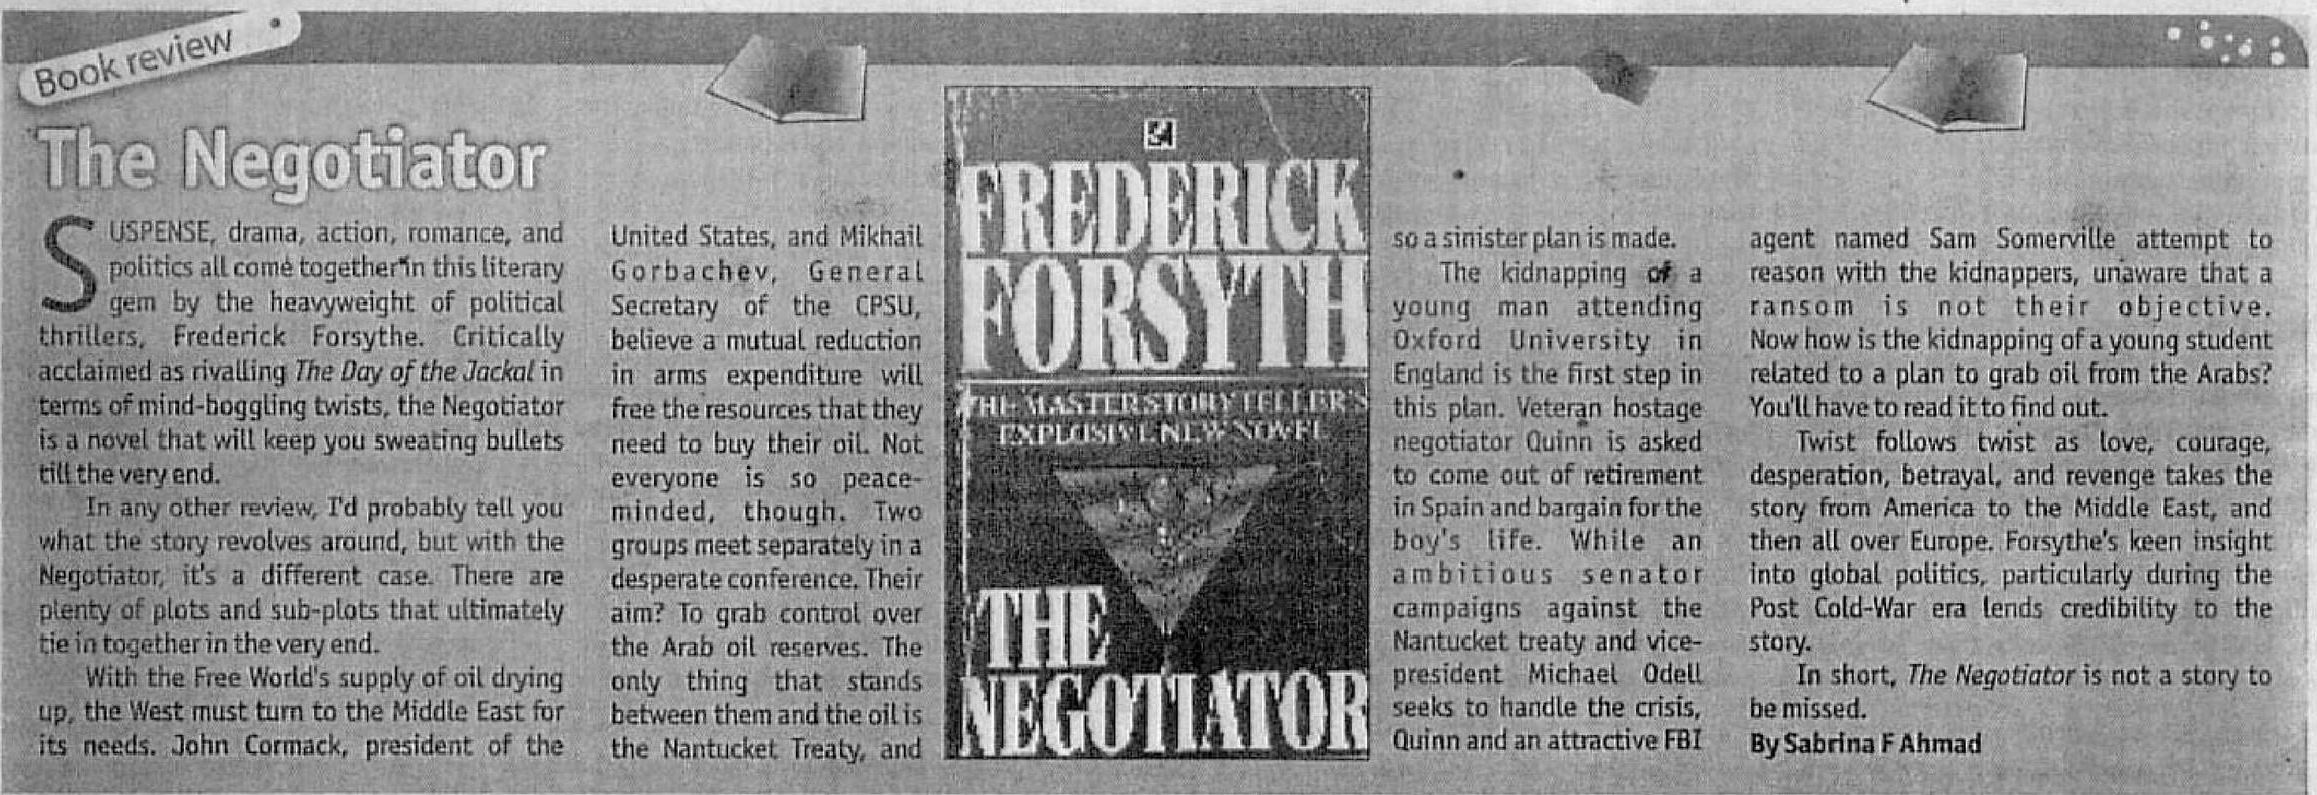 Book review
The Negotiator
SUSPENSE, drama, action, romance, and
politics all come together in this literary
gem by the heavyweight of political
thrillers, Frederick Forsythe. Critically
acclaimed as rivalling The Day of the Jackal in
terms of mind-boggling twists, the Negotiator
is a novel that will keep you sweating bullets
till the very end.
In any other review, I'd probably tell you
what the story revolves around, but with the
Negotiator, it's a different case. There are
plenty of plots and sub-plots that ultimately
tie in together in the very end.
With the Free World's supply of oil drying
up, the West must turn to the Middle East for
its needs. John Cormack, president of the
United States, and Mikhail
Gorbachev, General
Secretary of the CPSU,
believe a mutual reduction
in arms expenditure will
free the resources that they
need to buy their oil. Not
everyone is so peace-
minded, though. Two
groups meet separately in a
desperate conference. Their
aim? To grab control over
the Arab oil reserves. The
only thing that stands
between them and the oil is
the Nantucket Treaty, and
FREDERICK
FORSYTH
THE MASTER STORYTELLER'S
EXPLOSIVE NEW NOVEL
THE
NEGOTIATOR
so a sinister plan is made.
The kidnapping of a
young man attending
Oxford University in
England is the first step in
this plan. Veteran hostage
negotiator Quinn is asked
to come out of retirement
in Spain and bargain for the
boy's life. While an
ambitious senator
campaigns against the
Nantucket treaty and vice-
president Michael Odell
seeks to handle the crisis,
Quinn and an attractive FBI
agent named Sam Somerville attempt to
reason with the kidnappers, unaware that a
ransom is not their objective.
Now how is the kidnapping of a young student
related to a plan to grab oil from the Arabs?
You'll have to read it to find out.
Twist follows twist as love, courage,
desperation, betrayal, and revenge takes the
story from America to the Middle East, and
then all over Europe. Forsythe's keen insight
into global politics, particularly during the
Post Cold-War era lends credibility to the
story.
In short, The Negotiator is not a story to
be missed.
By Sabrina F Ahmad